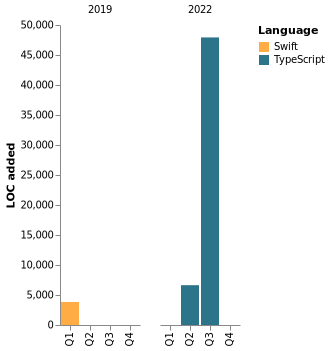 2019
2022
Language
Swift
TypeScript
LOC added
50,000
45,000
40,000
35,000
30,000
25,000
20,000
15,000
10,000
5,000
0
Q1
Q2
Q3
Q4
Q1
Q2
Q3
Q4